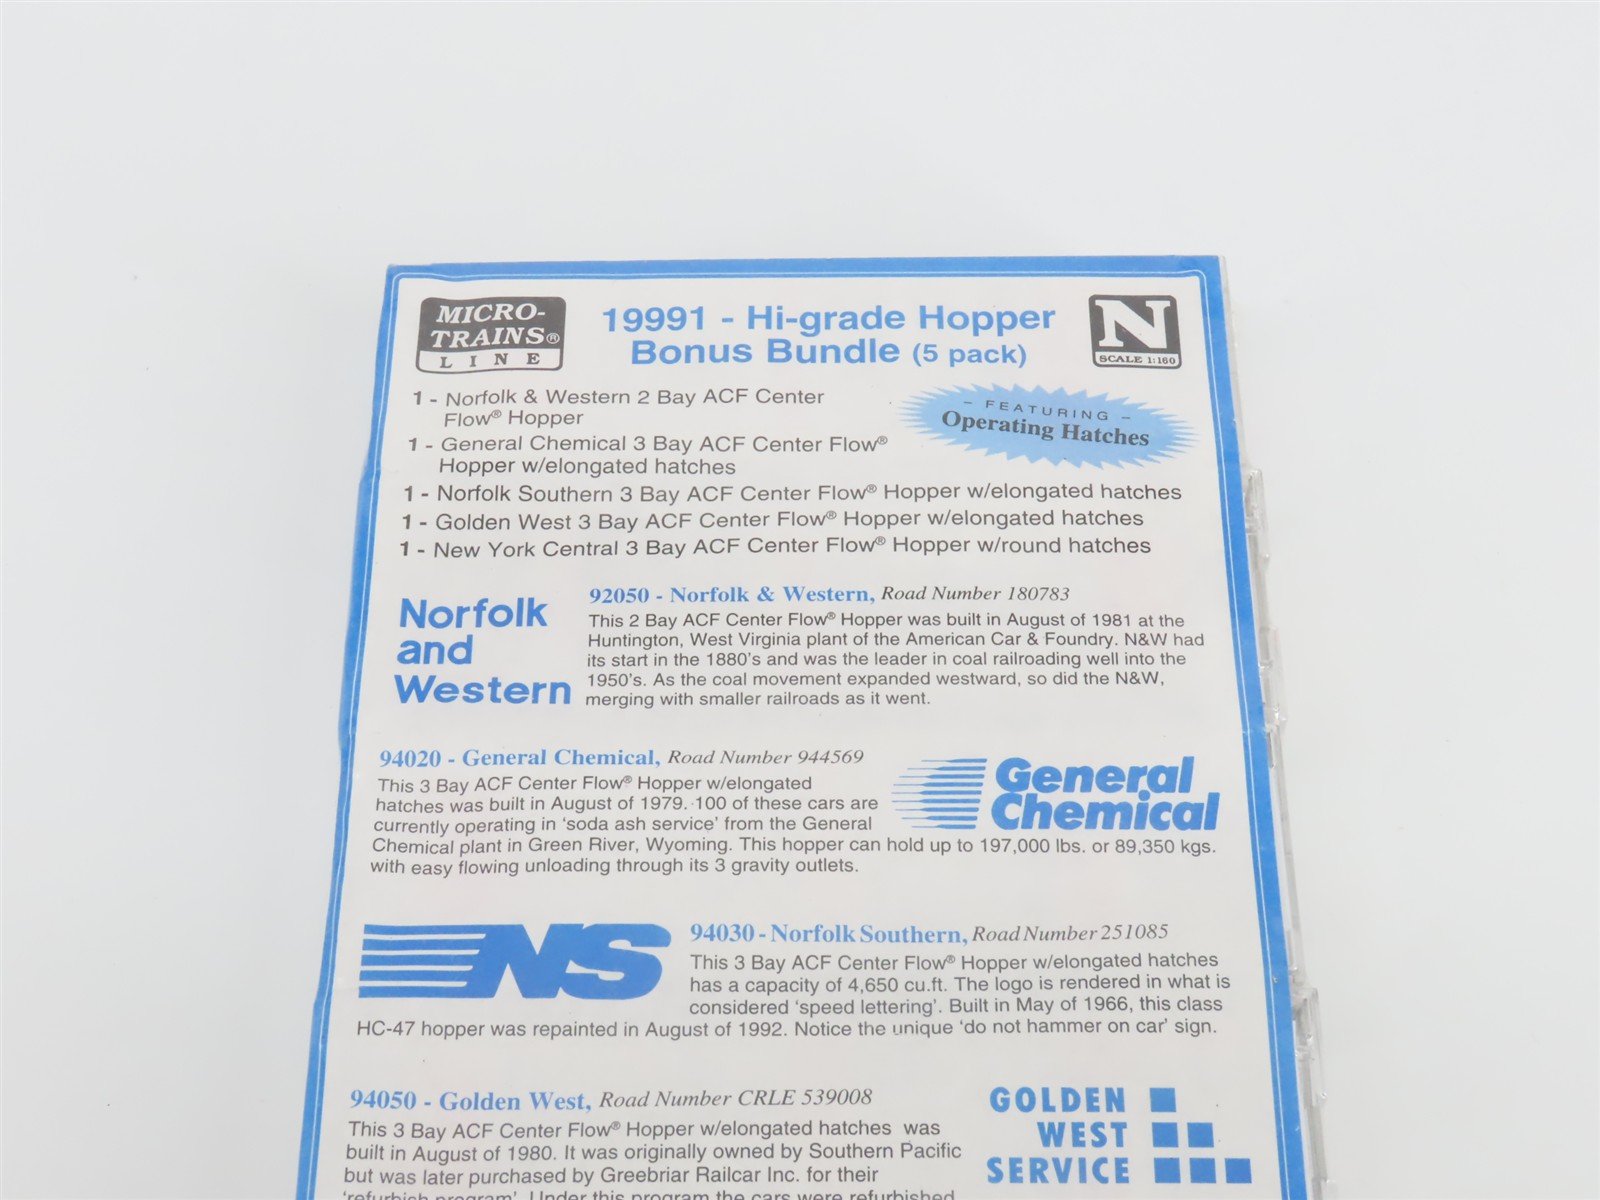 MICRO-
TRAINS®
LINE
19991 - Hi-grade Hopper
Bonus Bundle (5 pack)
N
SCALE 1:160
1 - Norfolk & Western 2 Bay ACF Center
Flow® Hopper
- FEATURING -
Operating Hatches
1 - General Chemical 3 Bay ACF Center Flow®
Hopper w/elongated hatches
1 - Norfolk Southern 3 Bay ACF Center Flow® Hopper w/elongated hatches
1 - Golden West 3 Bay ACF Center Flow® Hopper w/elongated hatches
1 - New York Central 3 Bay ACF Center Flow® Hopper w/round hatches
Norfolk
and
Western
92050 - Norfolk & Western, Road Number 180783
This 2 Bay ACF Center Flow® Hopper was built in August of 1981 at the
Huntington, West Virginia plant of the American Car & Foundry. N&W had
its start in the 1880's and was the leader in coal railroading well into the
1950's. As the coal movement expanded westward, so did the N&W,
merging with smaller railroads as it went.
94020 - General Chemical, Road Number 944569
This 3 Bay ACF Center Flow® Hopper w/elongated
hatches was built in August of 1979. 100 of these cars are
currently operating in 'soda ash service' from the General
Chemical plant in Green River, Wyoming. This hopper can hold up to 197,000 lbs. or 89,350 kgs.
with easy flowing unloading through its 3 gravity outlets.
General
Chemical
NS
94030 - Norfolk Southern, Road Number 251085
This 3 Bay ACF Center Flow® Hopper w/elongated hatches
has a capacity of 4,650 cu.ft. The logo is rendered in what is
considered 'speed lettering'. Built in May of 1966, this class
HC-47 hopper was repainted in August of 1992. Notice the unique 'do not hammer on car' sign.
94050 - Golden West, Road Number CRLE 539008
This 3 Bay ACF Center Flow® Hopper w/elongated hatches was
built in August of 1980. It was originally owned by Southern Pacific
but was later purchased by Greebriar Railcar Inc. for their
'refurbish program'. Under this program the cars were refurbished
GOLDEN
WEST
SERVICE